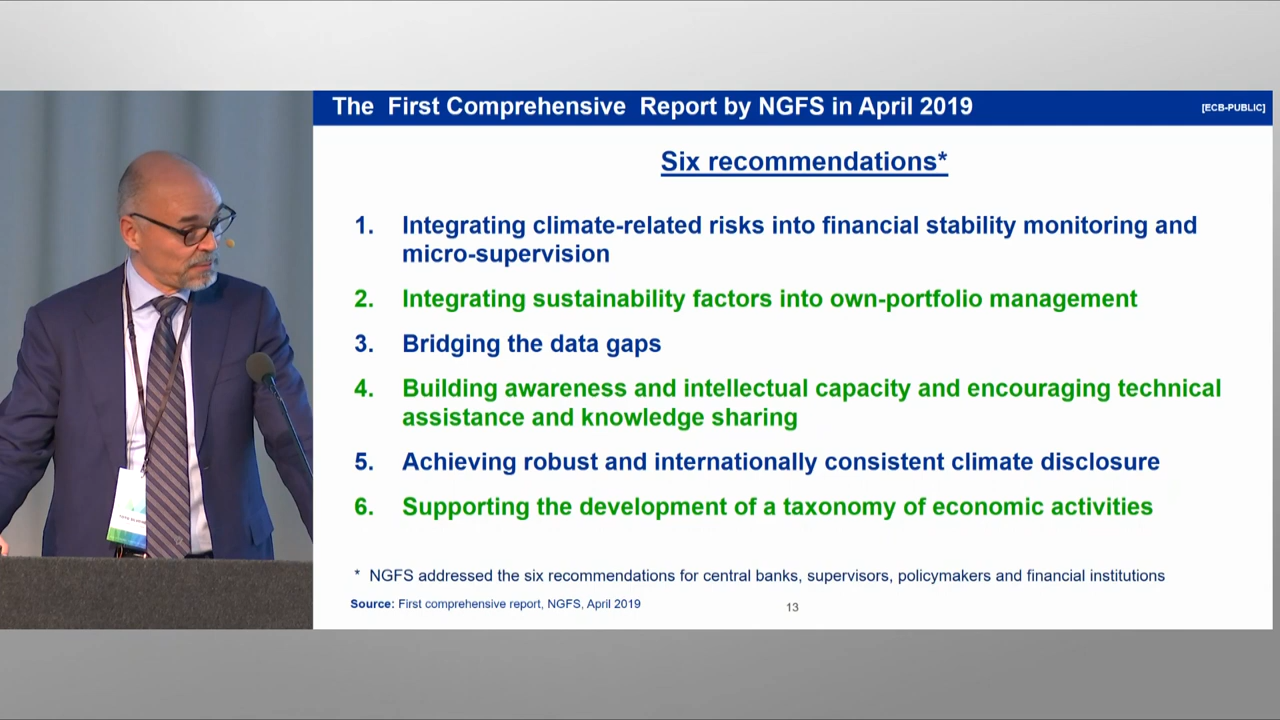 The First Comprehensive Report by NGFS in April 2019
[ECB-PUBLIC]
Six recommendations*
1. Integrating climate-related risks into financial stability monitoring and
micro-supervision
2. Integrating sustainability factors into own-portfolio management
3. Bridging the data gaps
4. Building awareness and intellectual capacity and encouraging technical
assistance and knowledge sharing
5. Achieving robust and internationally consistent climate disclosure
6. Supporting the development of a taxonomy of economic activities
* NGFS addressed the six recommendations for central banks, supervisors, policymakers and financial institutions
Source: First comprehensive report, NGFS, April 2019
13